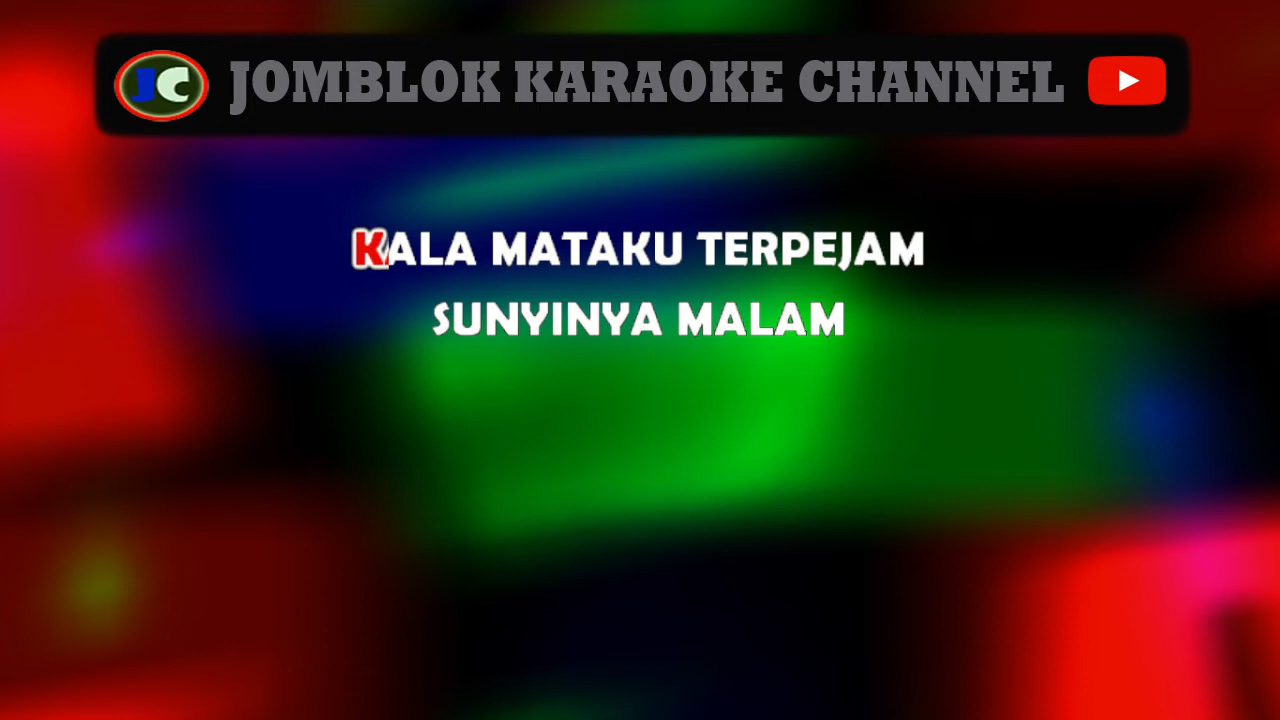 JC JOMBLOK KARAOKE CHANNEL
KALA MATAKU TERPEJAM
SUNYINYA MALAM